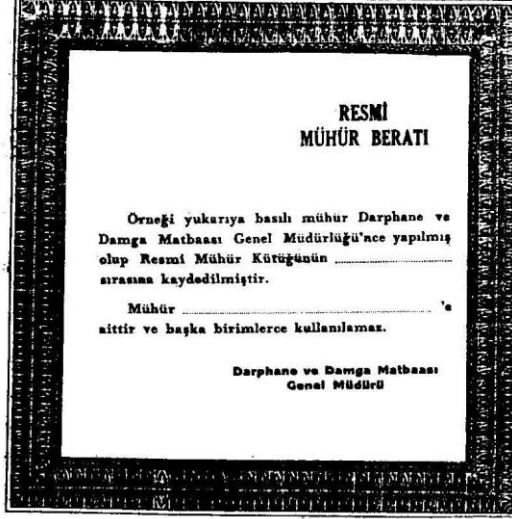 RESMİ
MÜHÜR BERATI
Örneği yukarıya basılı mühür Darphane ve
Damga Matbaası Genel Müdürlüğü'nce yapılmış
olup Resmi Mühür Kütüğünün ........................
sırasına kaydedilmiştir.
Mühür ........................ 'e
aittir ve başka birimlerce kullanılamaz.
Darphane ve Damga Matbaası
Genel Müdürü